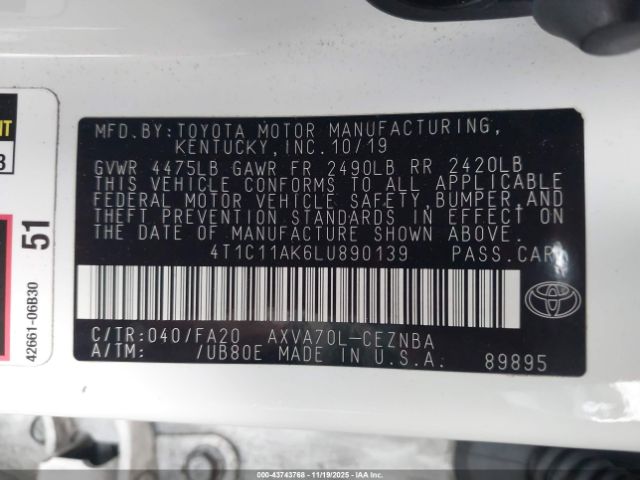 MFD.BY:TOYOTA MOTOR MANUFACTURING,
KENTUCKY, INC. 10/19
GVWR 4475LB GAWR FR 2490LB RR 2420LB
THIS VEHICLE CONFORMS TO ALL APPLICABLE
FEDERAL MOTOR VEHICLE SAFETY, BUMPER, AND
THEFT PREVENTION STANDARDS IN EFFECT ON
THE DATE OF MANUFACTURE SHOWN ABOVE.
4T1C11AK6LU890139 PASS.CAR
C/TR:040/FA20 AXVA70L-CEZNBA
A/TM: /UB80E MADE IN U.S.A. 89895
51
42661-06B30
000-43743768 - 11/19/2025 - IAAI.com